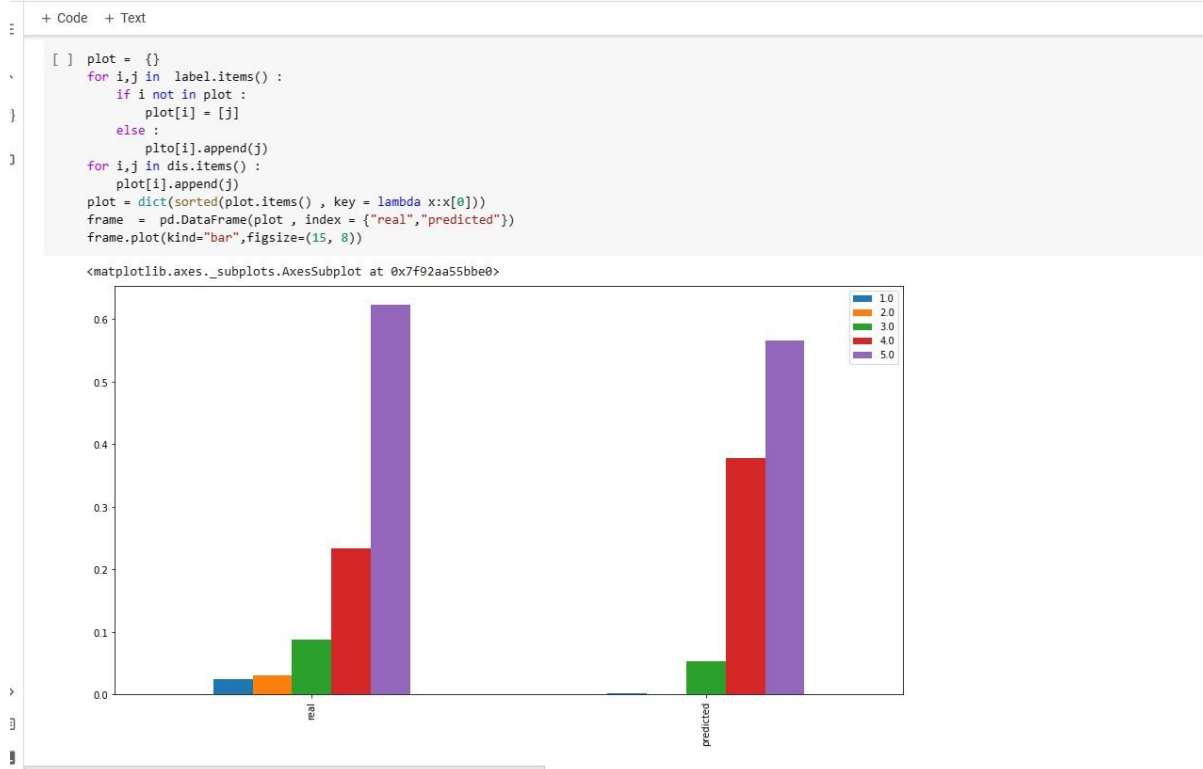 + Code + Text
[ ] plot =  {}
for i,j in  label.items() :
    if i not in plot :
        plot[i] = [j]
    else :
        plto[i].append(j)
for i,j in dis.items() :
    plot[i].append(j)
plot = dict(sorted(plot.items() , key = lambda x:x[0]))
frame  =  pd.DataFrame(plot , index = {"real","predicted"})
frame.plot(kind="bar",figsize=(15, 8))
<matplotlib.axes._subplots.AxesSubplot at 0x7f92aa55bbe0>
1.0
2.0
3.0
4.0
5.0
0.6
0.5
0.4
0.3
0.2
0.1
0.0
real
predicted